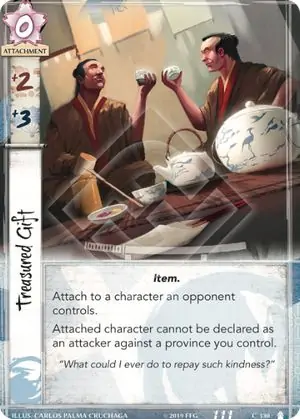 0
ATTACHMENT
+2
+3
Treasured Gift
Item.
Attach to a character an opponent
controls.
Attached character cannot be declared as
an attacker against a province you control.
“What could I ever do to repay such kindness?”
ILLUS. CARLOS PALMA CRUCHAGA
© 2019 FFG
C 138